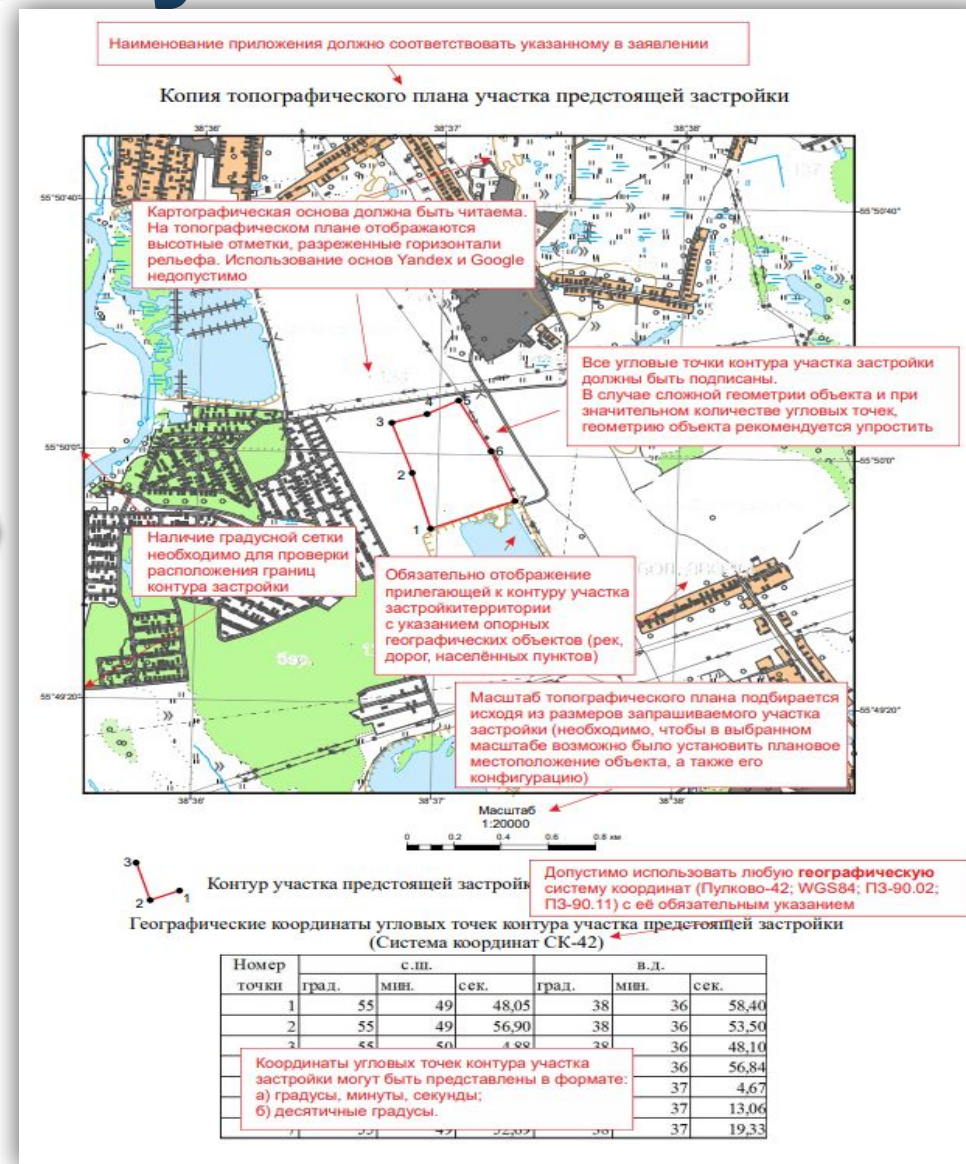 Наименование приложения должно соответствовать указанному в заявлении
Копия топографического плана участка предстоящей застройки
38°36'
38°37'
38°38'
55°50'40"
55°50'40"
Картографическая основа должна быть читаема.
На топографическом плане отображаются
высотные отметки, разреженные горизонтали
рельефа. Использование основ Yandex и Google
недопустимо
Все угловые точки контура участка застройки
должны быть подписаны.
В случае сложной геометрии объекта и при
значительном количестве угловых точек,
геометрию объекта рекомендуется упростить
4
5
3
55°50'0"
6
55°50'0"
2
7
1
Наличие градусной сетки
необходимо для проверки
расположения границ
контура застройки
Обязательно отображение
прилегающей к контуру участка
застройкитерритории
с указанием опорных
географических объектов (рек,
дорог, населённых пунктов)
55°49'20"
55°49'20"
Масштаб топографического плана подбирается
исходя из размеров запрашиваемого участка
застройки (необходимо, чтобы в выбранном
масштабе возможно было установить плановое
местоположение объекта, а также его
конфигурацию)
38°36'
38°37'
38°38'
Масштаб
1:20000
0 0.2 0.4 0.6 0.8 км
3
2
1
Контур участка предстоящей застройк
Допустимо использовать любую географическую
систему координат (Пулково-42; WGS84; ПЗ-90.02;
ПЗ-90.11) с её обязательным указанием
Географические координаты угловых точек контура участка предстоящей застройки
(Система координат СК-42)
Номер точки с.ш. в.д.
град. мин. сек. град. мин. сек.
1 55 49 48,05 38 36 58,40
2 55 49 56,90 38 36 53,50
3 55 50 4,88 38 36 48,10
36 56,84
37 4,67
37 13,06
37 19,33
Координаты угловых точек контура участка
застройки могут быть представлены в формате:
а) градусы, минуты, секунды;
б) десятичные градусы.